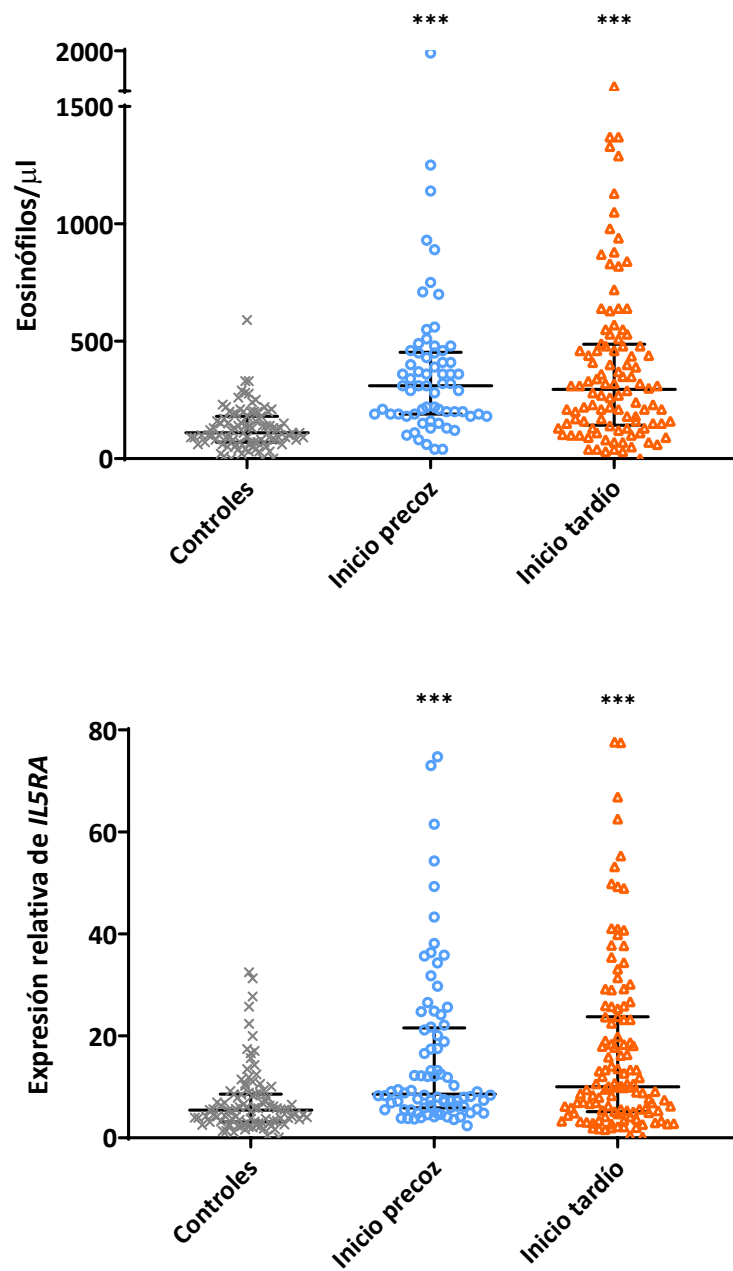 *** ***
2000
1500
1000
500
0
Eosinófilos/μl
Controles
Inicio precoz
Inicio tardío
*** ***
80
60
40
20
0
Expresión relativa de IL5RA
Controles
Inicio precoz
Inicio tardío